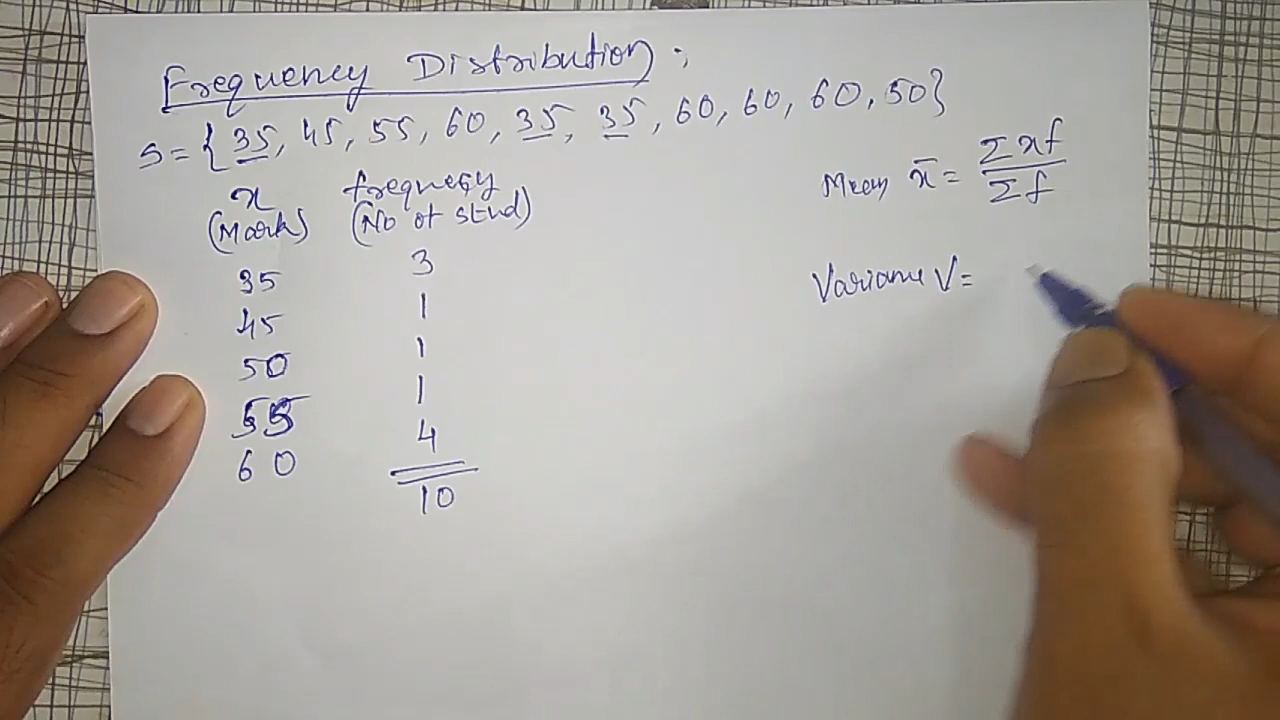 Frequency Distribution:
S = {35, 45, 55, 60, 35, 35, 60, 60, 60, 50}
x frequency
(Mark) (No of stud)
35 3
45 1
50 1
55 1
60 4
10
Mean x̄ = Σxf / Σf
Variance V =